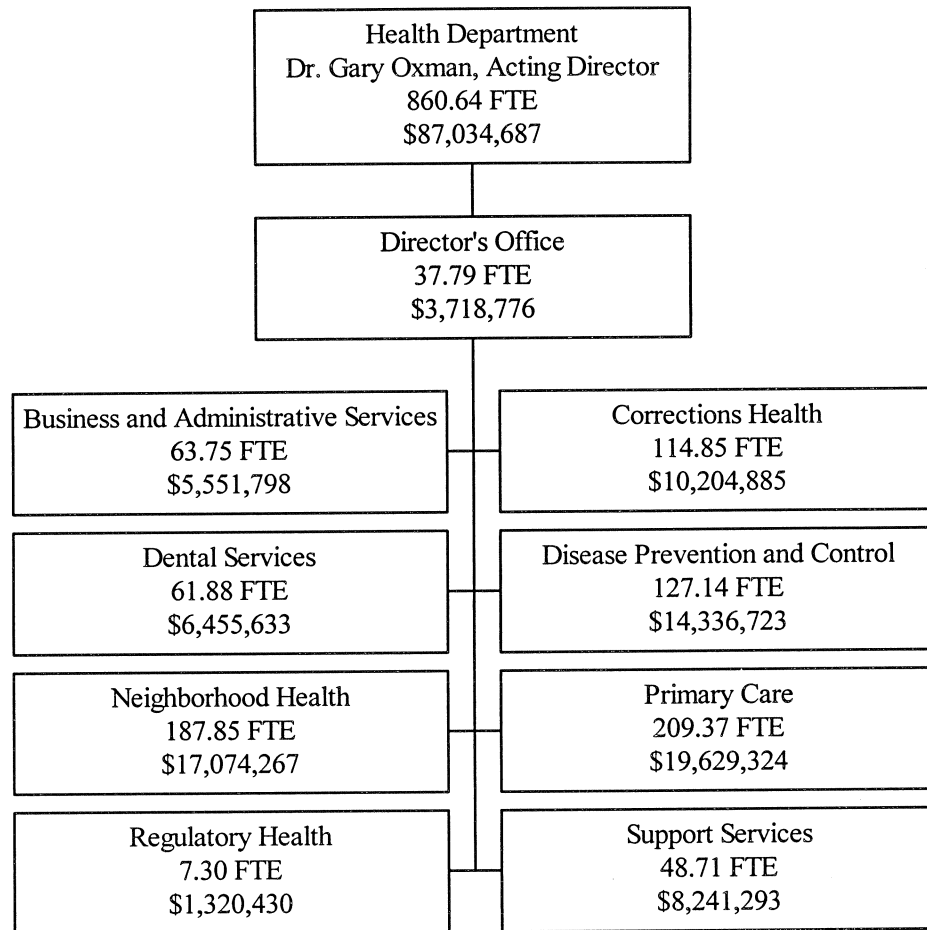 Health Department
Dr. Gary Oxman, Acting Director
860.64 FTE
$87,034,687
Director's Office
37.79 FTE
$3,718,776
Business and Administrative Services
63.75 FTE
$5,551,798
Corrections Health
114.85 FTE
$10,204,885
Dental Services
61.88 FTE
$6,455,633
Disease Prevention and Control
127.14 FTE
$14,336,723
Neighborhood Health
187.85 FTE
$17,074,267
Primary Care
209.37 FTE
$19,629,324
Regulatory Health
7.30 FTE
$1,320,430
Support Services
48.71 FTE
$8,241,293